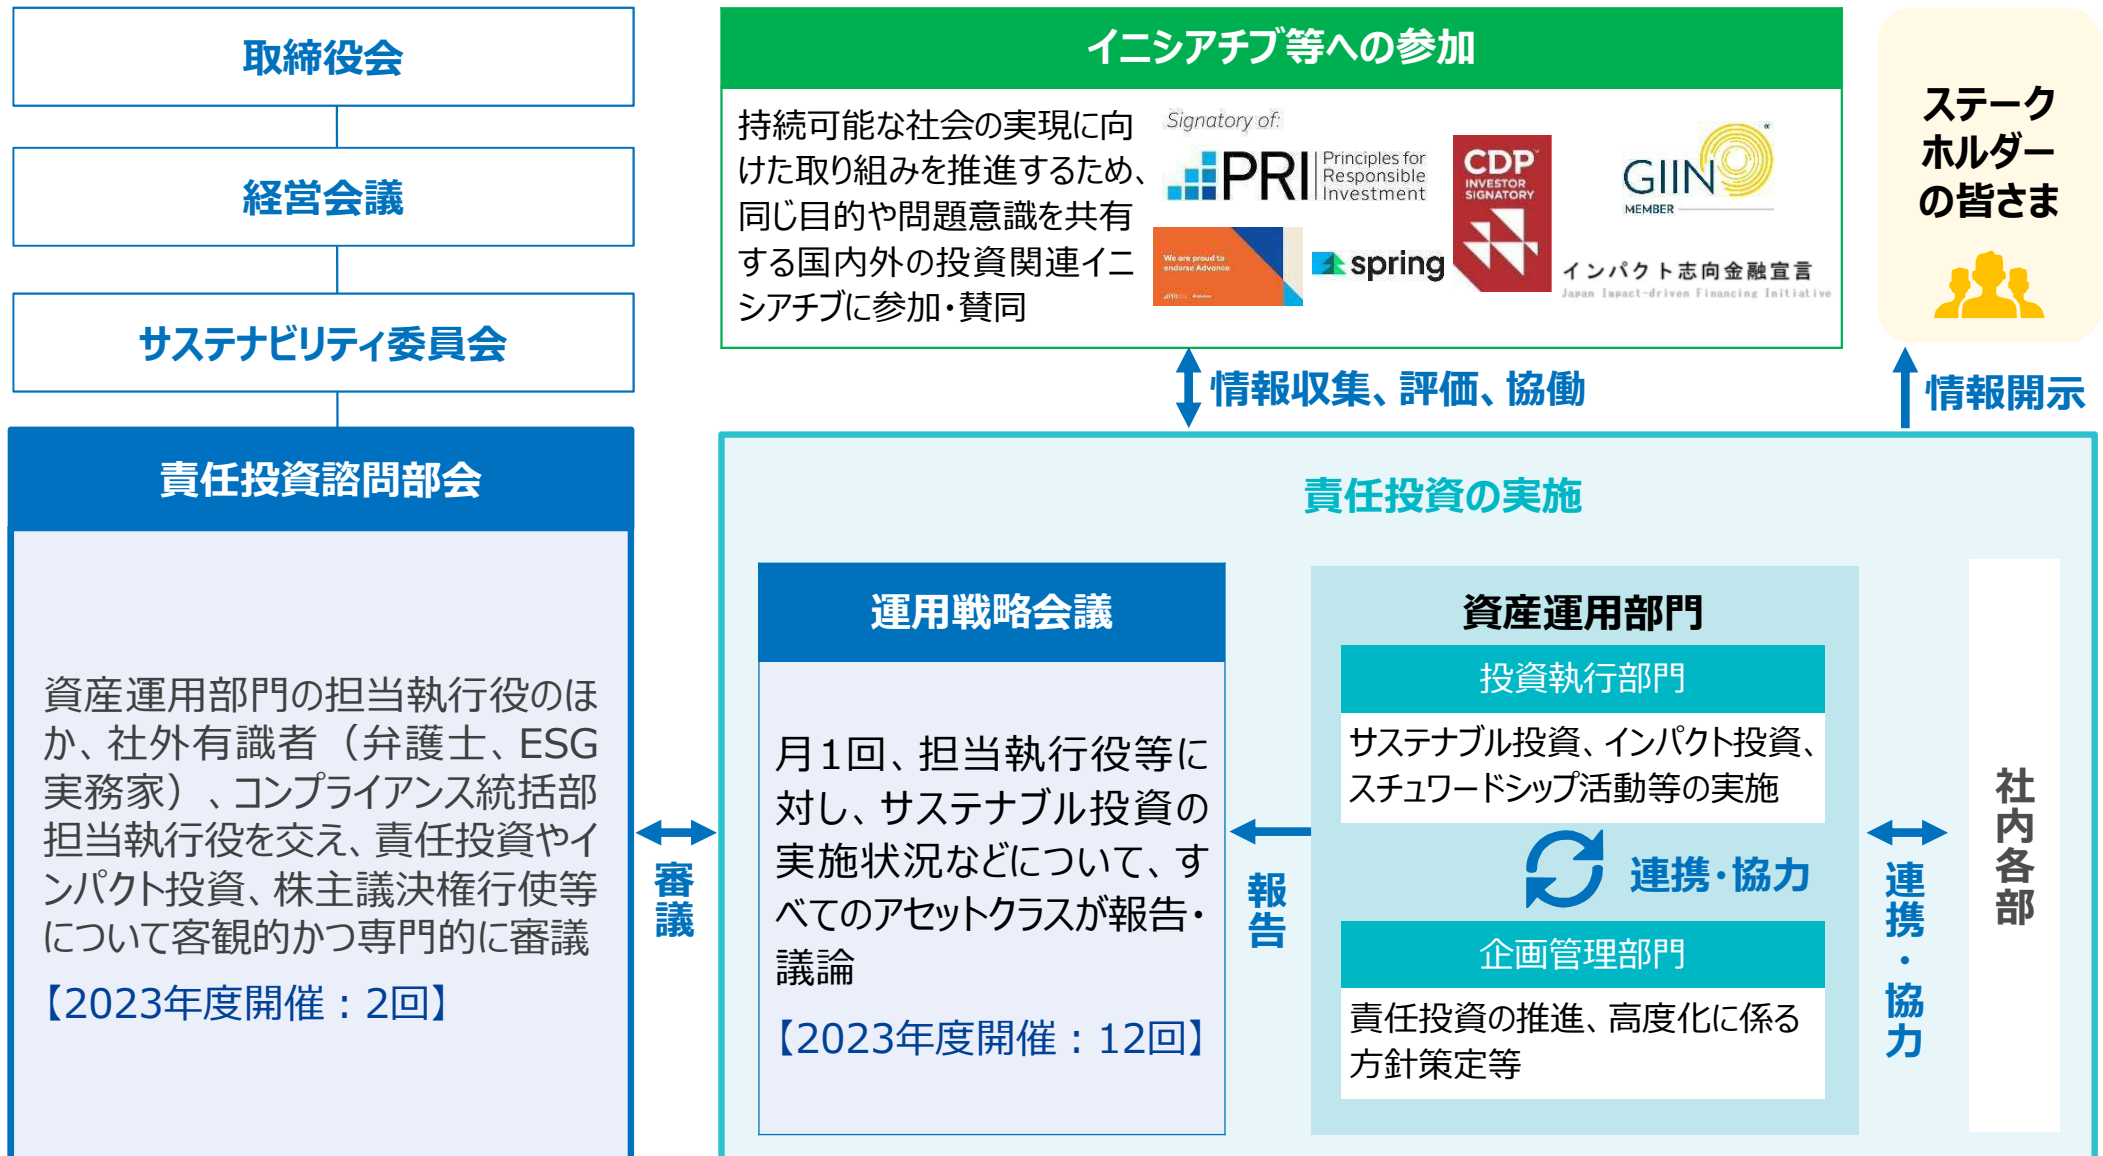 取締役会
経営会議
サステナビリティ委員会
責任投資諮問部会
資産運用部門の担当執行役のほ
か、社外有識者（弁護士、ESG
実務家）、コンプライアンス統括部
担当執行役を交え、責任投資やイ
ンパクト投資、株主議決権行使等
について客観的かつ専門的に審議
【2023年度開催：2回】
審議
イニシアチブ等への参加
持続可能な社会の実現に向
けた取り組みを推進するため、
同じ目的や問題意識を共有
する国内外の投資関連イニ
シアチブに参加・賛同
Signatory of:
PRI
Principles for
Responsible
Investment
CDP
INVESTOR
SIGNATORY
GIIN
MEMBER
We are proud to
endorse Advance
spring
インパクト志向金融宣言
Japan Impact-driven Financing Initiative
ステーク
ホルダー
の皆さま
情報収集、評価、協働
情報開示
責任投資の実施
運用戦略会議
月1回、担当執行役等に
対し、サステナブル投資の
実施状況などについて、す
べてのアセットクラスが報告・
議論
【2023年度開催：12回】
報告
資産運用部門
投資執行部門
サステナブル投資、インパクト投資、
スチュワードシップ活動等の実施
連携・協力
企画管理部門
責任投資の推進、高度化に係る
方針策定等
連携・協力
社内各部